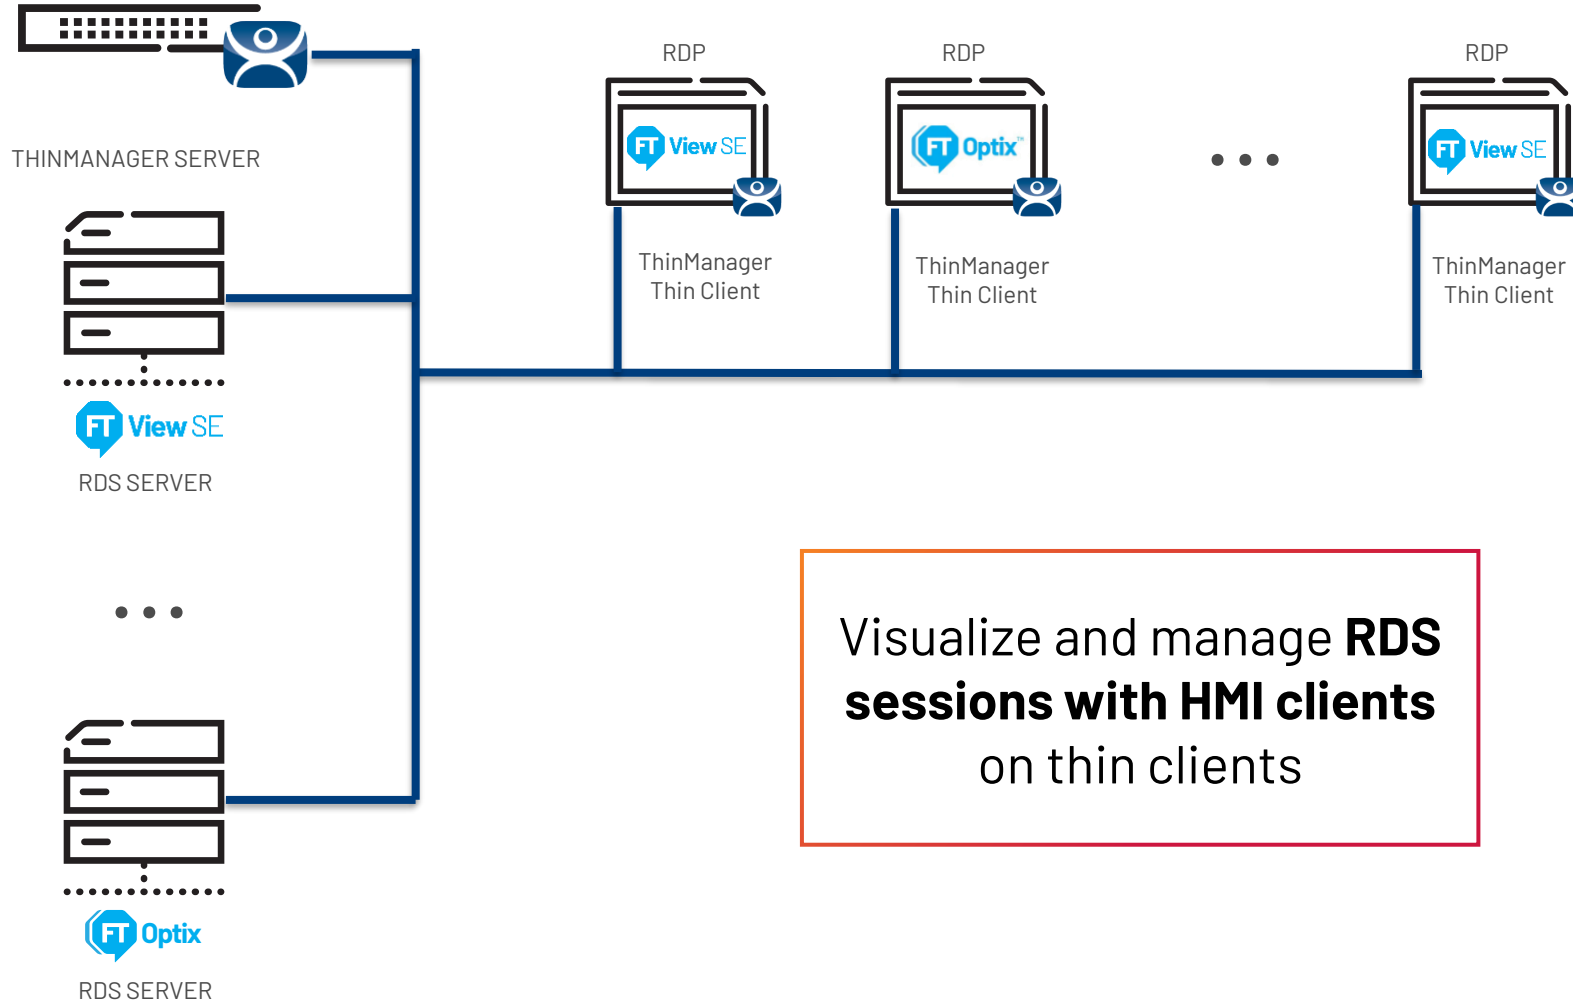 RDP
RDP
RDP
FT View SE
FT Optix™
FT View SE
THINMANAGER SERVER
ThinManager
Thin Client
ThinManager
Thin Client
ThinManager
Thin Client
FT View SE
RDS SERVER
Visualize and manage RDS
sessions with HMI clients
on thin clients
FT Optix
RDS SERVER